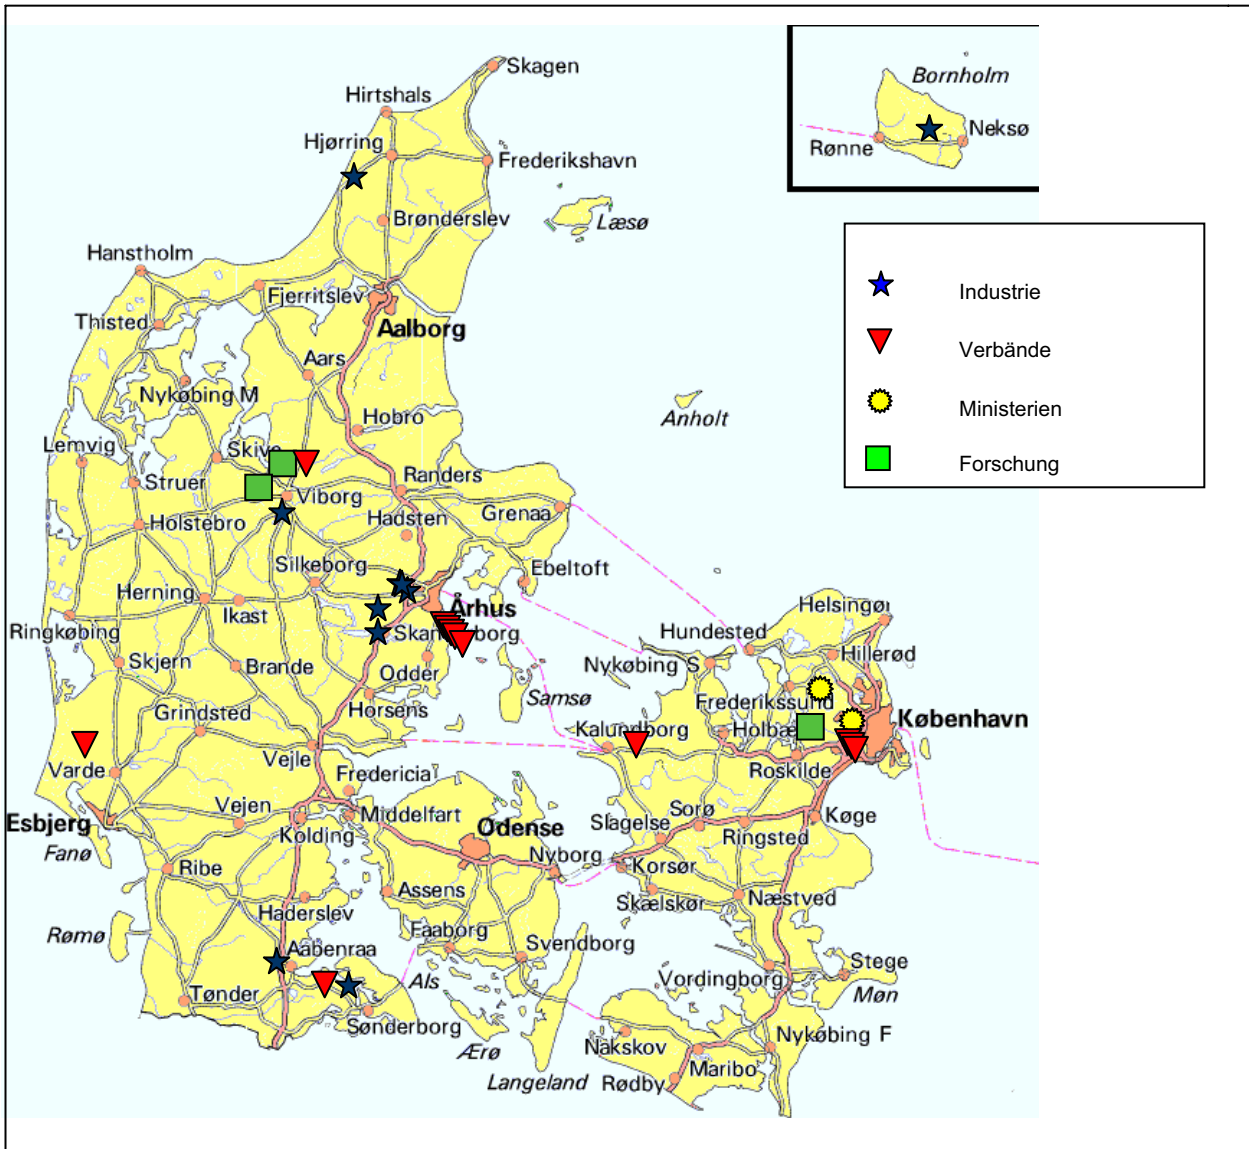 Skagen
Hirtshals
Bornholm
Neksø
Rønne
Hjørring
Frederikshavn
Brønderslev
Læsø
Hanstholm
Industrie
Fjerritslev
Thisted
Aalborg
Verbände
Aars
Nykøbing M
Ministerien
Anholt
Hobro
Lemvig
Forschung
Struer
Viborg
Randers
Holstebro
Hadsten
Grenaa
Silkeborg
Ebeltoft
Herning
Ikast
Århus
Ringkøbing
Helsingør
Hundested
Skjern
Brande
Odder
Nykøbing S
Hillerød
Samsø
Horsens
Frederikssund
Grindsted
København
Kalundborg
Varde
Vejle
Fredericia
Roskilde
Vejen
Middelfart
Esbjerg
Kolding
Odense
Slagelse
Sorø
Ringsted
Køge
Fanø
Nyborg
Korsør
Ribe
Assens
Skælskør
Næstved
Haderslev
Rømø
Faaborg
Svendborg
Aabenraa
Stege
Als
Vordingborg
Møn
Tønder
Sønderborg
Nykøbing F
Ærø
Nakskov
Maribo
Langeland
Rødby